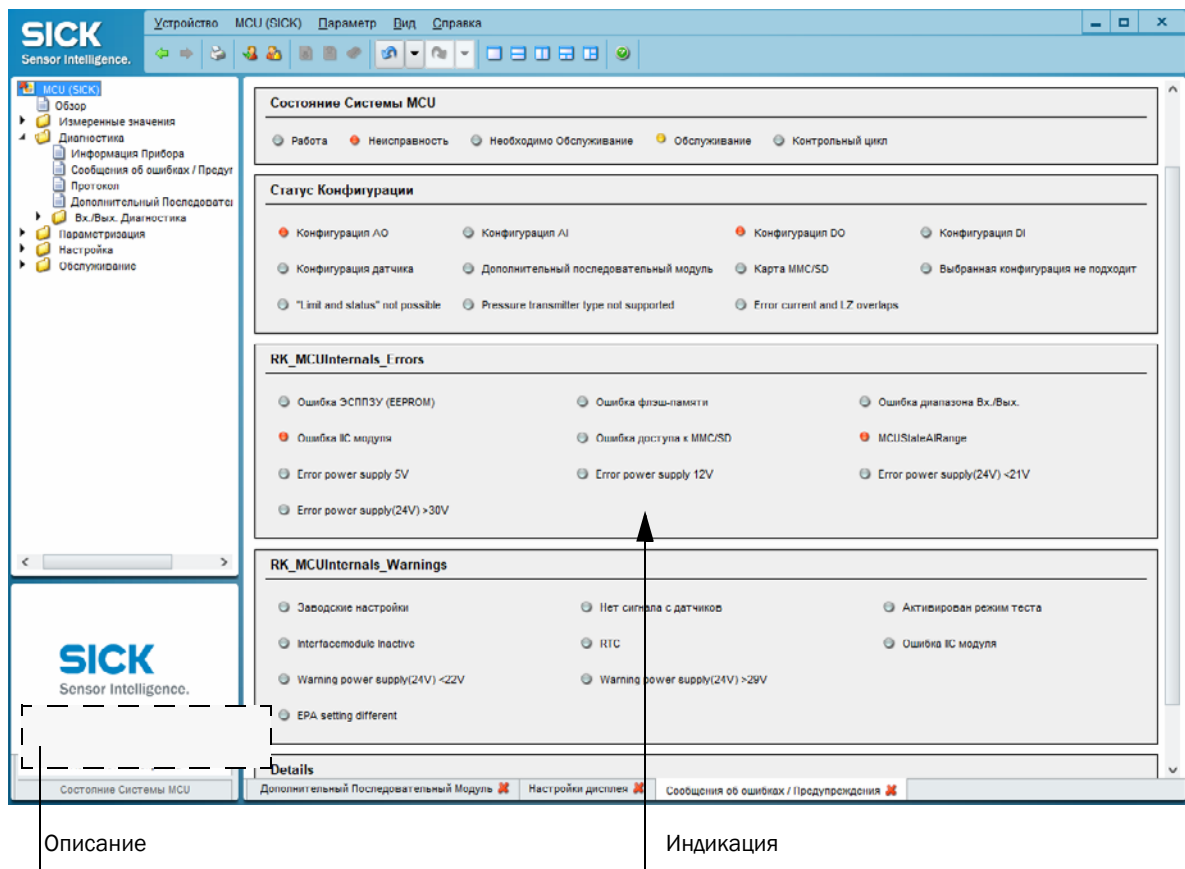 SICK
Sensor Intelligence.
Устройство MCU (SICK) Параметр Вид Справка
MCU (SICK)
Обзор
Измеренные значения
Диагностика
Информация Прибора
Сообщения об ошибках / Предуг
Протокол
Дополнительный Последовател
Вх./Вых. Диагностика
Параметризация
Настройка
Обслуживание
Состояние Системы MCU
Работа Неисправность Необходимо Обслуживание Обслуживание Контрольный цикл
Статус Конфигурации
Конфигурация AO Конфигурация AI Конфигурация DO Конфигурация DI
Конфигурация датчика Дополнительный последовательный модуль Карта MMC/SD Выбранная конфигурация не подходит
"Limit and status" not possible Pressure transmitter type not supported Error current and LZ overlaps
RK_MCUInternals_Errors
Ошибка ЭСППЗУ (EEPROM) Ошибка флэш-памяти Ошибка диапазона Вх./Вых.
Ошибка IIC модуля Ошибка доступа к MMC/SD MCUStateAIRange
Error power supply 5V Error power supply 12V Error power supply(24V) <21V
Error power supply(24V) >30V
RK_MCUInternals_Warnings
Заводские настройки Нет сигнала с датчиков Активирован режим теста
Interfacemodule Inactive RTC Ошибка IIC модуля
Warning power supply(24V) <22V Warning power supply(24V) >29V
EPA setting different
Details
SICK
Sensor Intelligence.
Состояние Системы MCU
Дополнительный Последовательный Модуль Настройки дисплея Сообщения об ошибках / Предупреждения
Описание Индикация